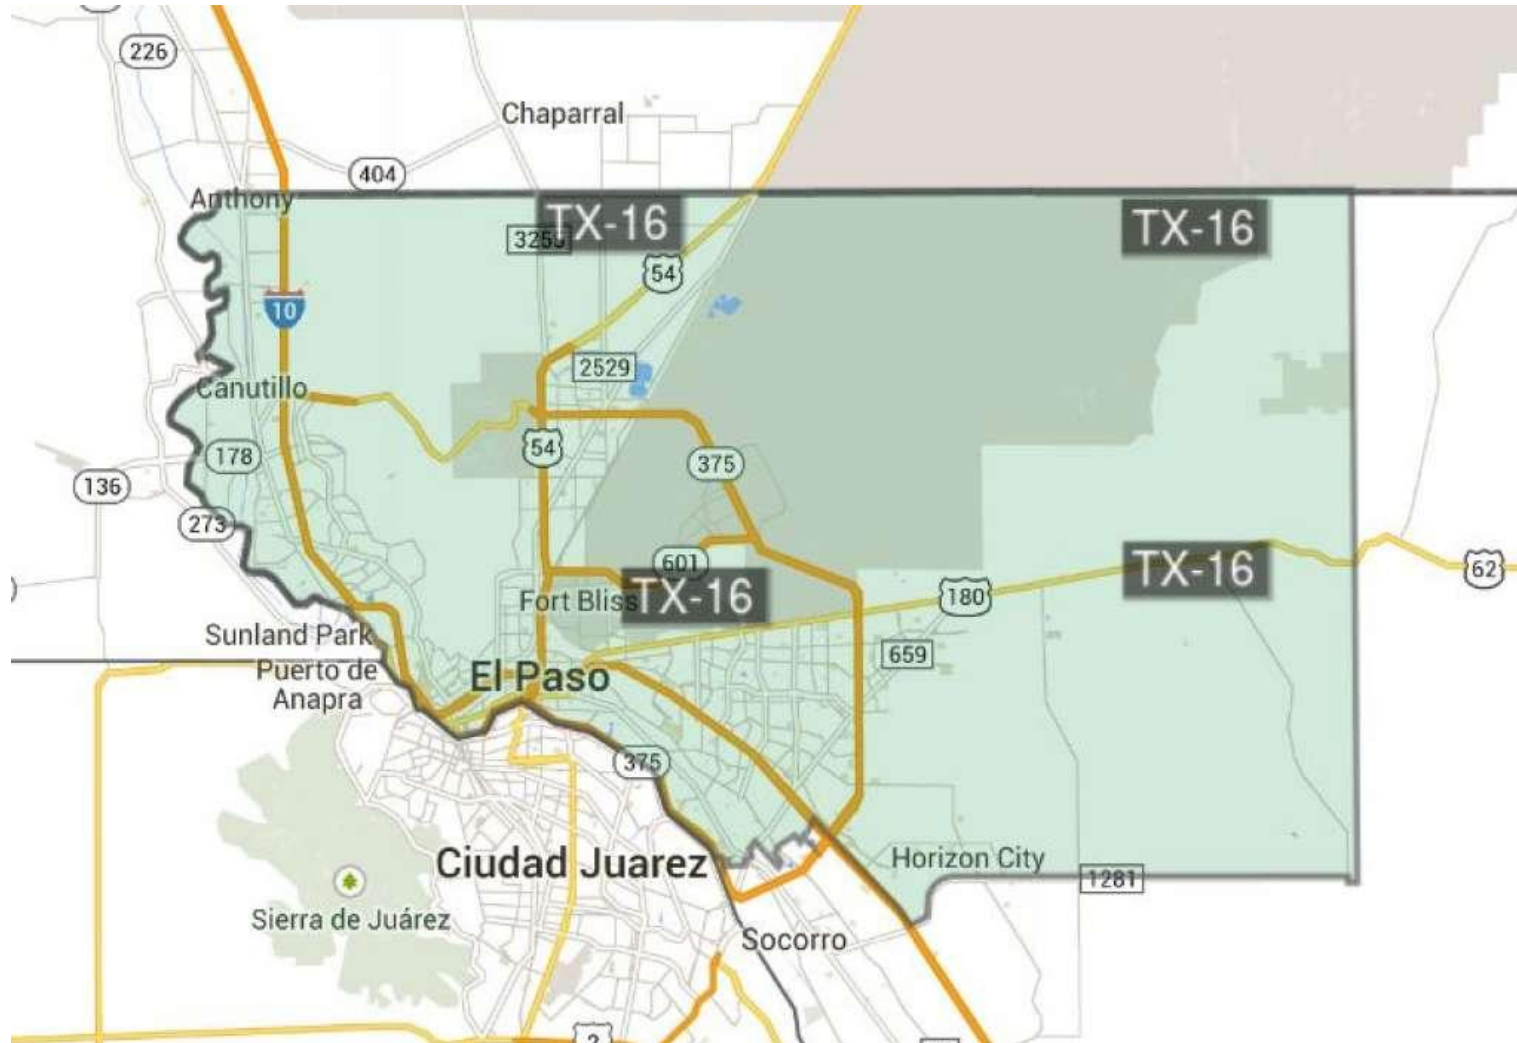 226
Chaparral
404
Anthony
TX-16
TX-16
54
10
2529
Canutillo
54
178
375
136
273
601
TX-16
62
Fort Bliss
TX-16
180
Sunland Park
659
Puerto de
Anapra
El Paso
375
Ciudad Juarez
Horizon City
1281
Sierra de Juárez
Socorro
2